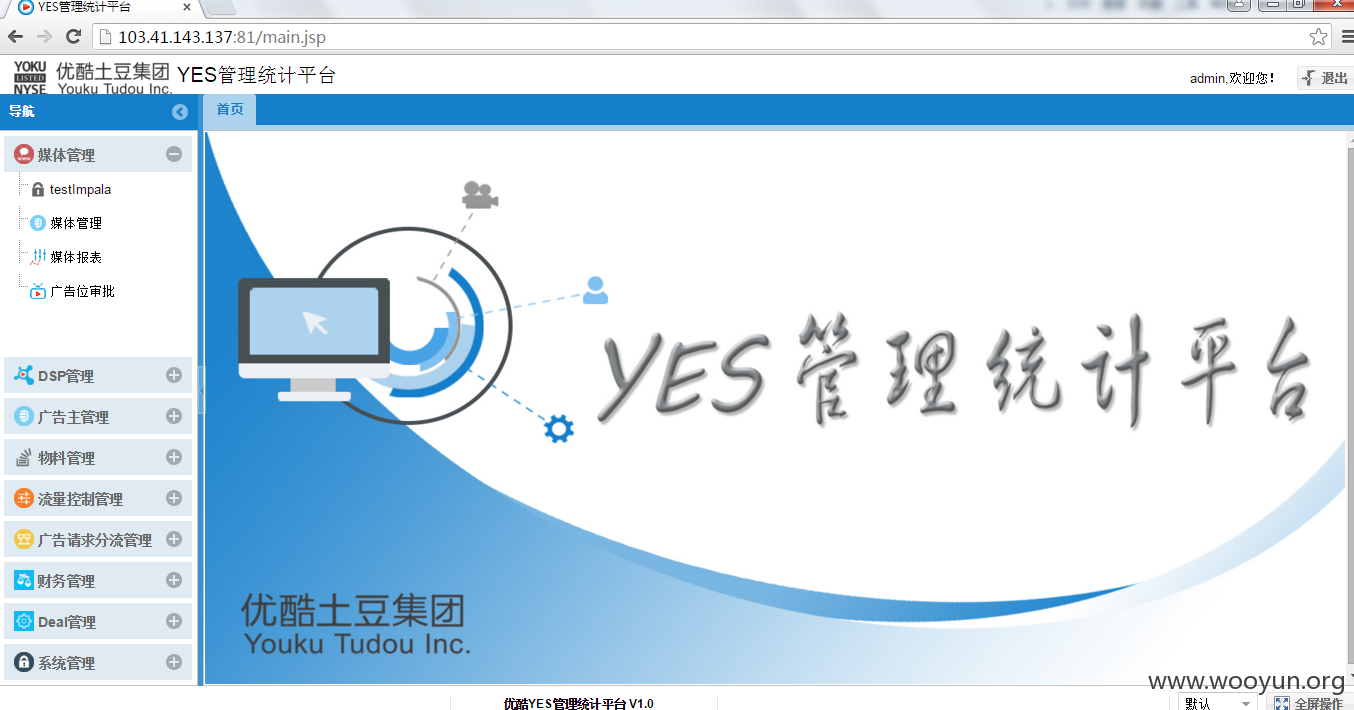 YES管理统计平台
103.41.143.137:81/main.jsp
YOKU
LISTED
NYSE
优酷土豆集团
Youku Tudou Inc.
YES管理统计平台
admin,欢迎您!
退出
导航
首页
媒体管理
testImpala
媒体管理
媒体报表
广告位审批
DSP管理
广告主管理
物料管理
流量控制管理
广告请求分流管理
财务管理
Deal管理
系统管理
YES管理统计平台
优酷土豆集团
Youku Tudou Inc.
www.wooyun.org
优酷YES管理统计平台 V1.0
默认
全屏操作